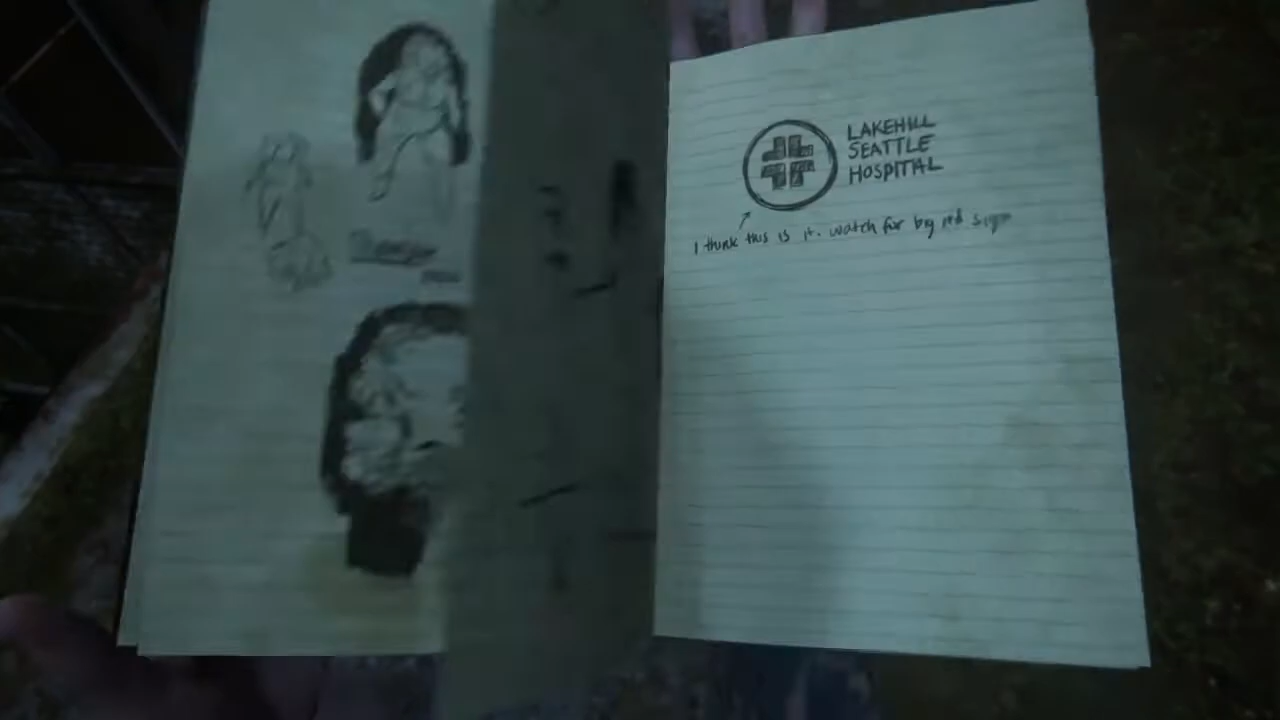 LAKEHILL
SEATTLE
HOSPITAL
I think this is it. watch for big red sign